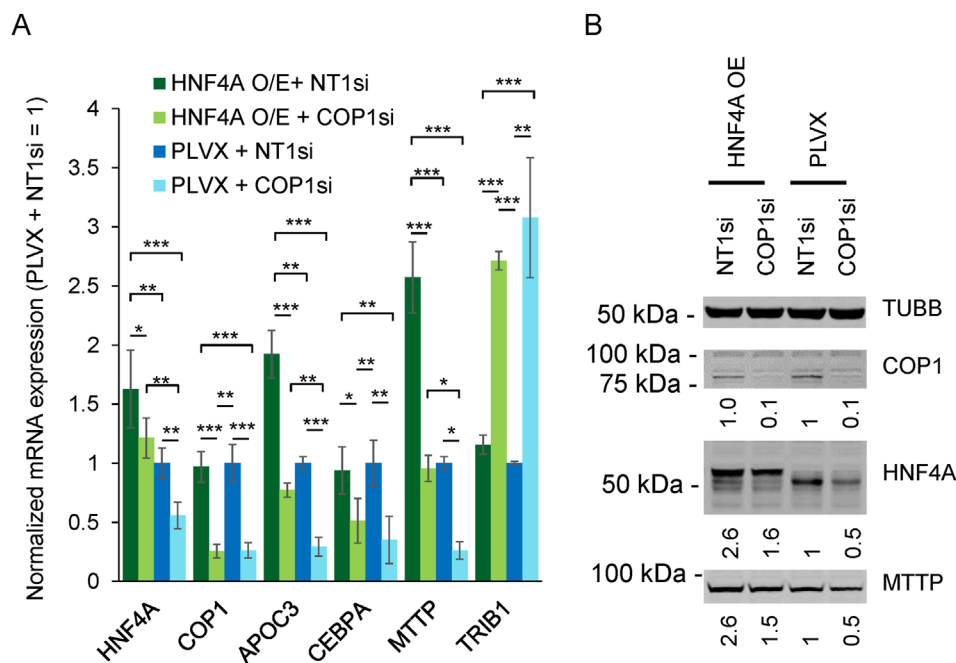 A
Normalized mRNA expression (PLVX + NT1si = 1)
HNF4A O/E+ NT1si
HNF4A O/E + COP1si
PLVX + NT1si
PLVX + COP1si
4
3.5
3
2.5
2
1.5
1
0.5
0
***
**
*
**
**
***
**
***
***
***
**
***
**
***
**
**
*
**
***
***
***
*
*
***
**
***
***
HNF4A
COP1
APOC3
CEBPA
MTTP
TRIB1
B
HNF4A OE
PLVX
NT1si
COP1si
NT1si
COP1si
50 kDa -
TUBB
100 kDa -
75 kDa -
COP1
1.0 0.1 1 0.1
50 kDa -
HNF4A
2.6 1.6 1 0.5
100 kDa -
MTTP
2.6 1.5 1 0.5